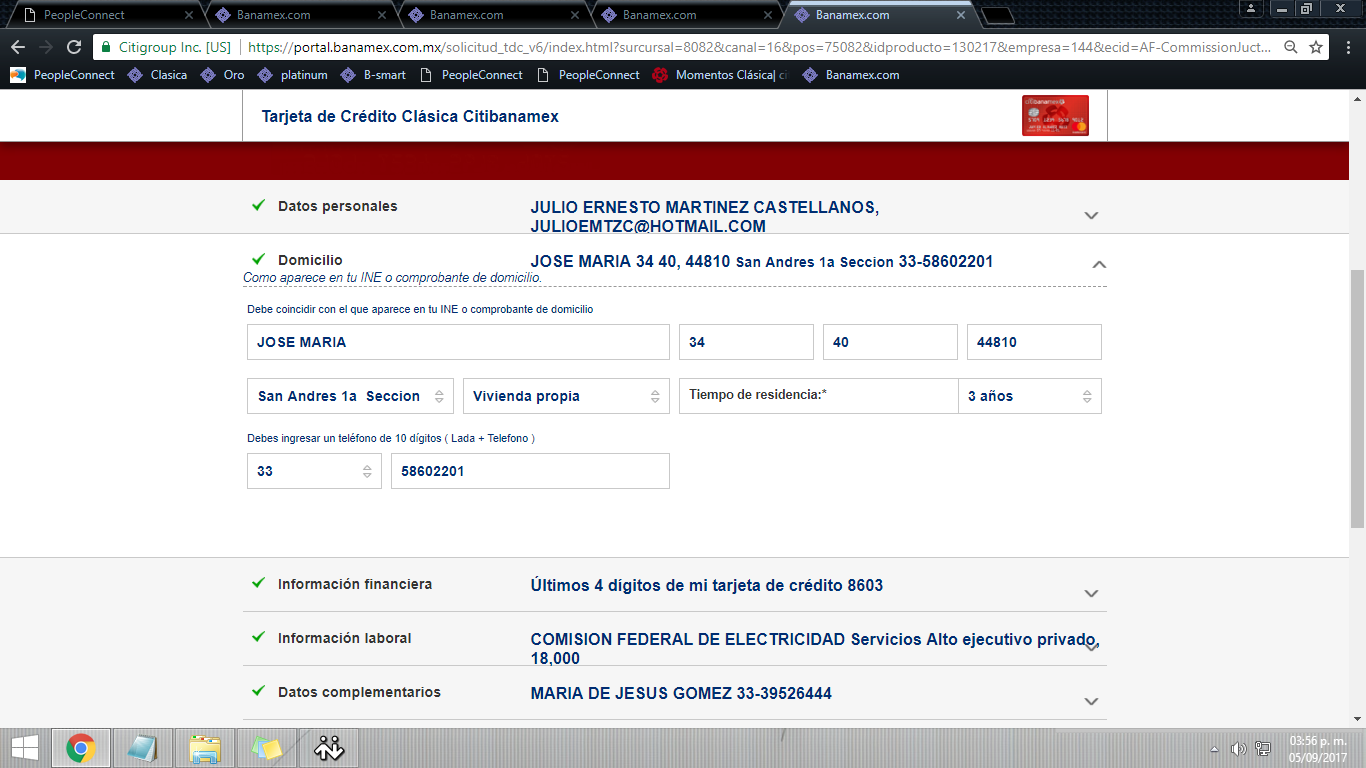 PeopleConnect
Banamex.com
Banamex.com
Banamex.com
Banamex.com
Citigroup Inc. [US]
https://portal.banamex.com.mx/solicitud_tdc_v6/index.html?surcursal=8082&canal=16&pos=75082&idproducto=130217&empresa=144&ecid=AF-CommissionJuct...
PeopleConnect
Clasica
Oro
platinum
B-smart
PeopleConnect
PeopleConnect
Momentos Clásica| ci
Banamex.com
Tarjeta de Crédito Clásica Citibanamex
Datos personales
JULIO ERNESTO MARTINEZ CASTELLANOS,
JULIOEMTZC@HOTMAIL.COM
Domicilio
JOSE MARIA 34 40, 44810 San Andres 1a Seccion 33-58602201
Como aparece en tu INE o comprobante de domicilio.
Debe coincidir con el que aparece en tu INE o comprobante de domicilio
JOSE MARIA
34
40
44810
San Andres 1a Seccion
Vivienda propia
Tiempo de residencia:*
3 años
Debes ingresar un teléfono de 10 dígitos ( Lada + Telefono )
33
58602201
Información financiera
Últimos 4 dígitos de mi tarjeta de crédito 8603
Información laboral
COMISION FEDERAL DE ELECTRICIDAD Servicios Alto ejecutivo privado,
18,000
Datos complementarios
MARIA DE JESUS GOMEZ 33-39526444
03:56 p. m.
05/09/2017